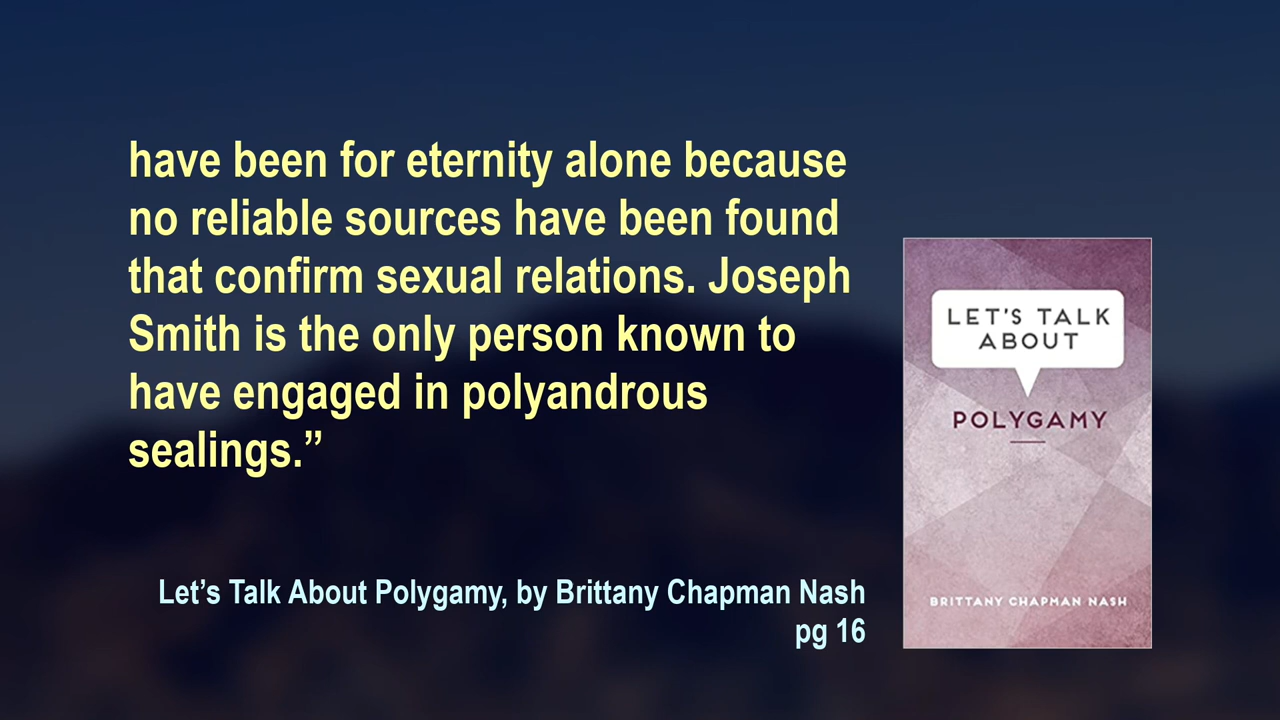 have been for eternity alone because
no reliable sources have been found
that confirm sexual relations. Joseph
Smith is the only person known to
have engaged in polyandrous
sealings.”
Let’s Talk About Polygamy, by Brittany Chapman Nash
pg 16
LET'S TALK
ABOUT
POLYGAMY
BRITTANY CHAPMAN NASH